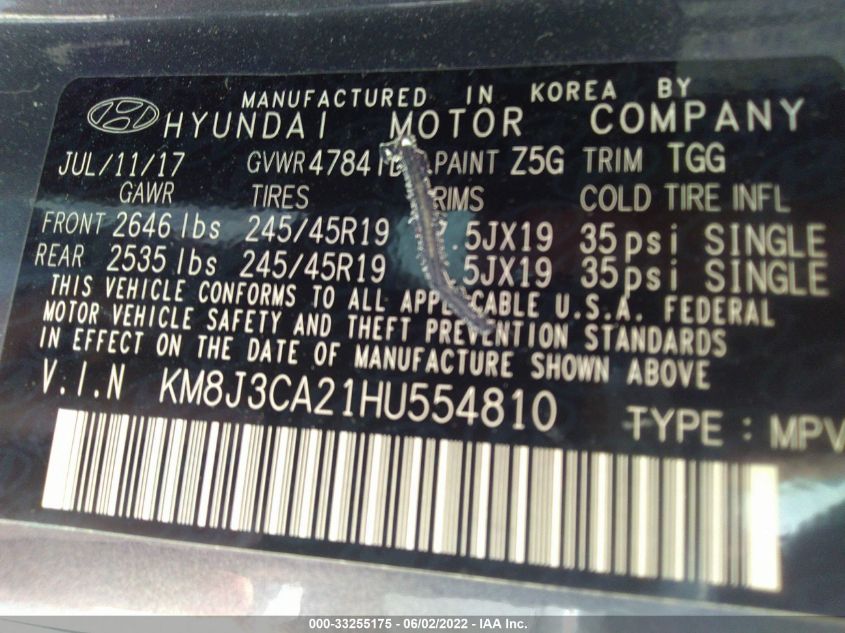 MANUFACTURED IN KOREA BY
HYUNDAI MOTOR COMPANY
JUL/11/17 GVWR 4784 PAINT Z5G TRIM TGG
GAWR TIRES RIMS COLD TIRE INFL
FRONT 2646 lbs 245/45R19 7.5JX19 35psi SINGLE
REAR 2535 lbs 245/45R19 .5JX19 35psi SINGLE
THIS VEHICLE CONFORMS TO ALL APPLICABLE U.S.A. FEDERAL
MOTOR VEHICLE SAFETY AND THEFT PREVENTION STANDARDS
IN EFFECT ON THE DATE OF MANUFACTURE SHOWN ABOVE
V.I.N KM8J3CA21HU554810
TYPE : MPV
000-33255175 - 06/02/2022 - IAA Inc.